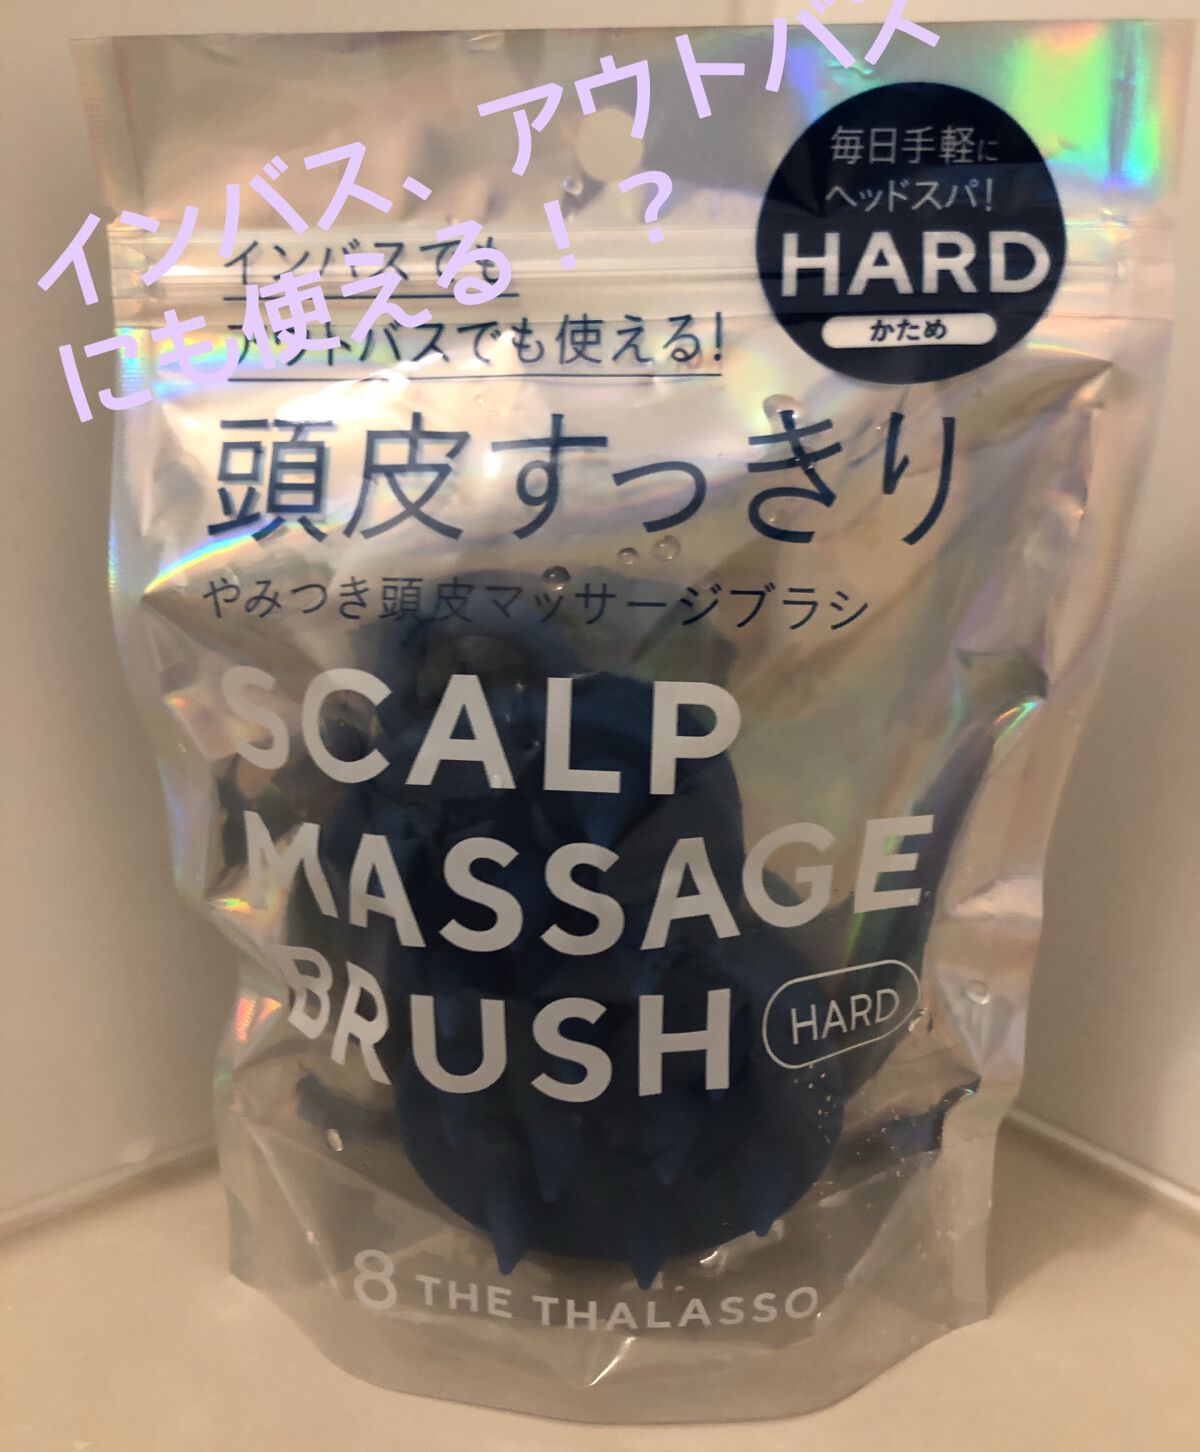 インバス、アウトバス
にも使える！？
毎日手軽に
ヘッドスパ!
HARD
かため
インバスでも
アウトバスでも使える!
頭皮すっきり
やみつき頭皮マッサージブラシ
SCALP
MASSAGE
BRUSH HARD
8 THE THALASSO